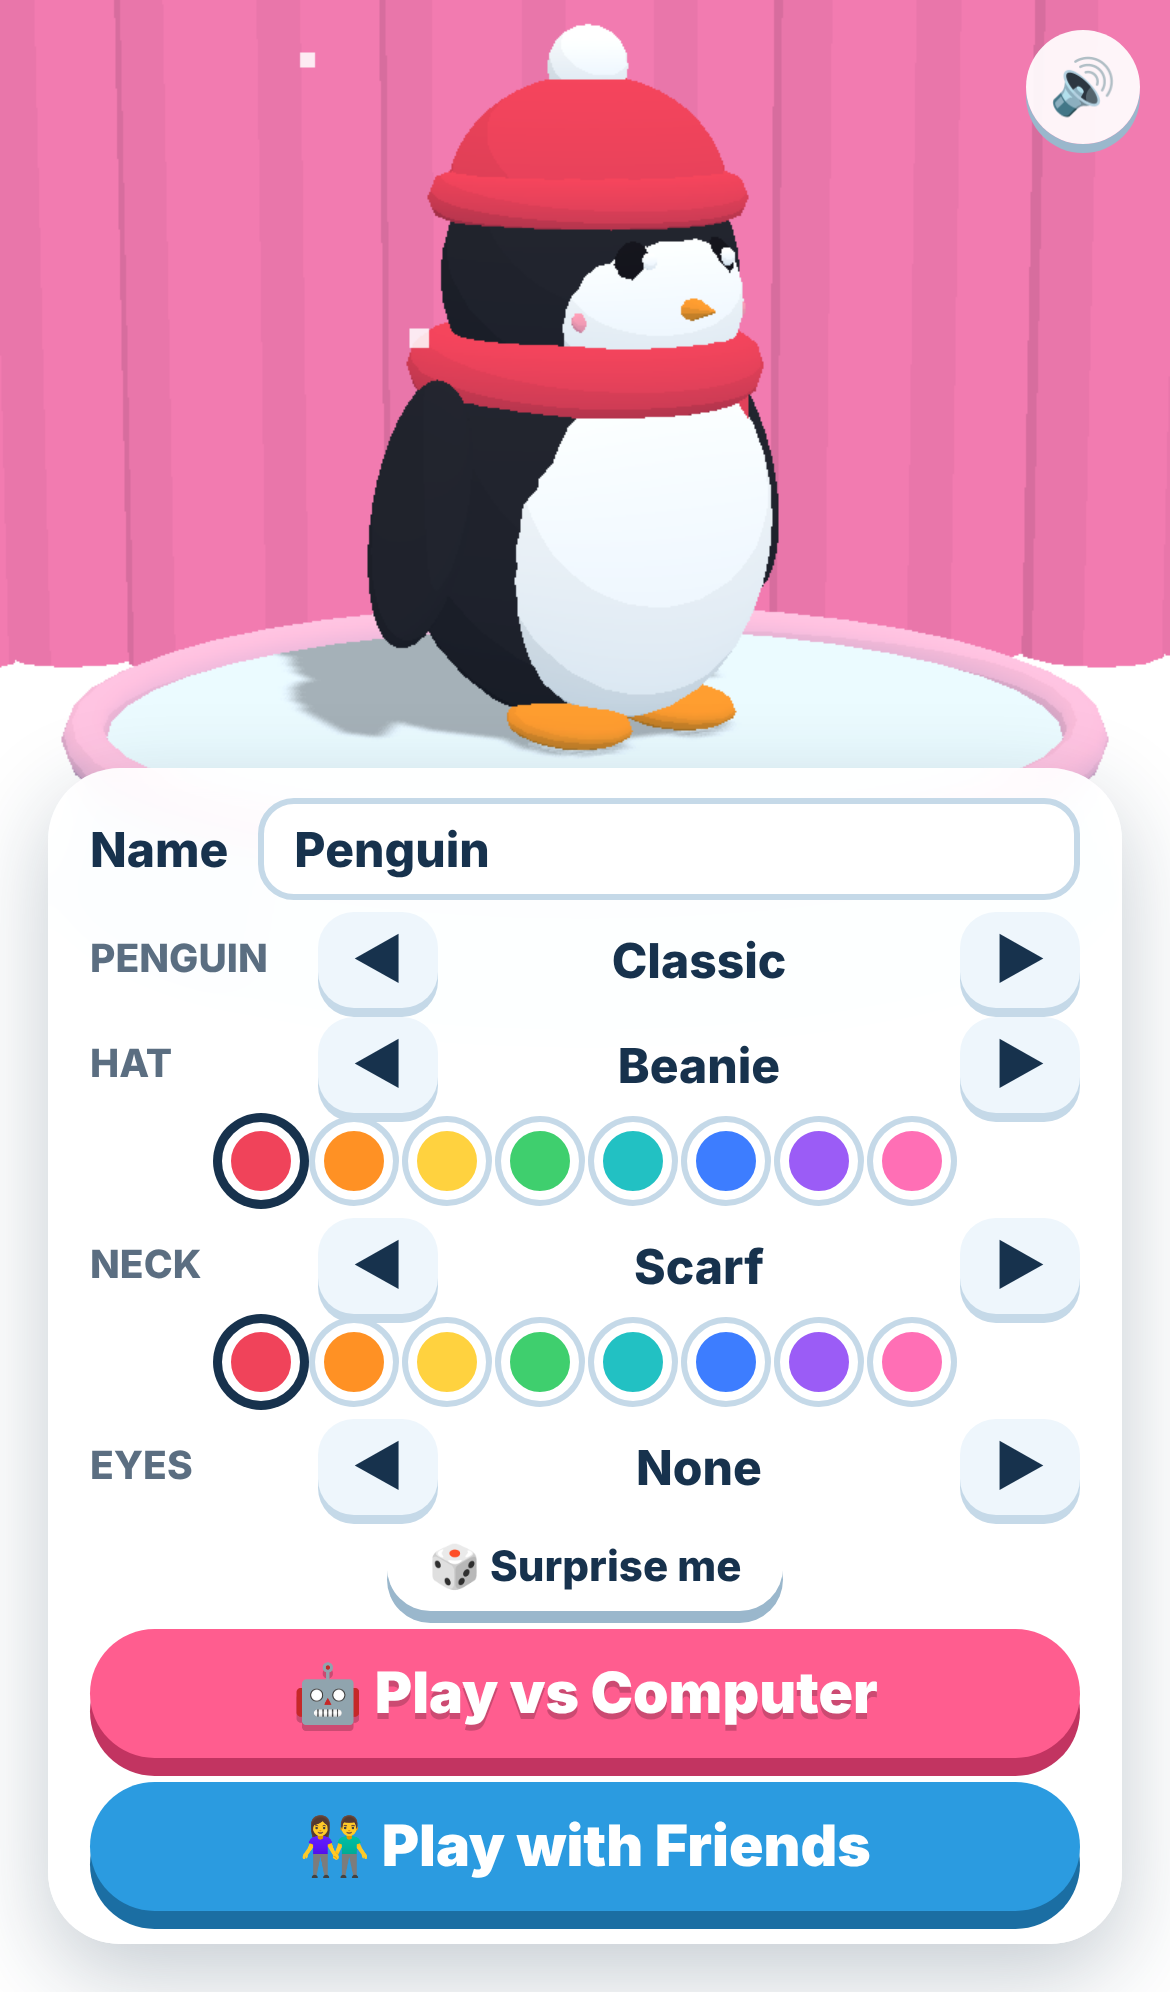 Name Penguin
PENGUIN Classic
HAT Beanie
NECK Scarf
EYES None
Surprise me
Play vs Computer
Play with Friends